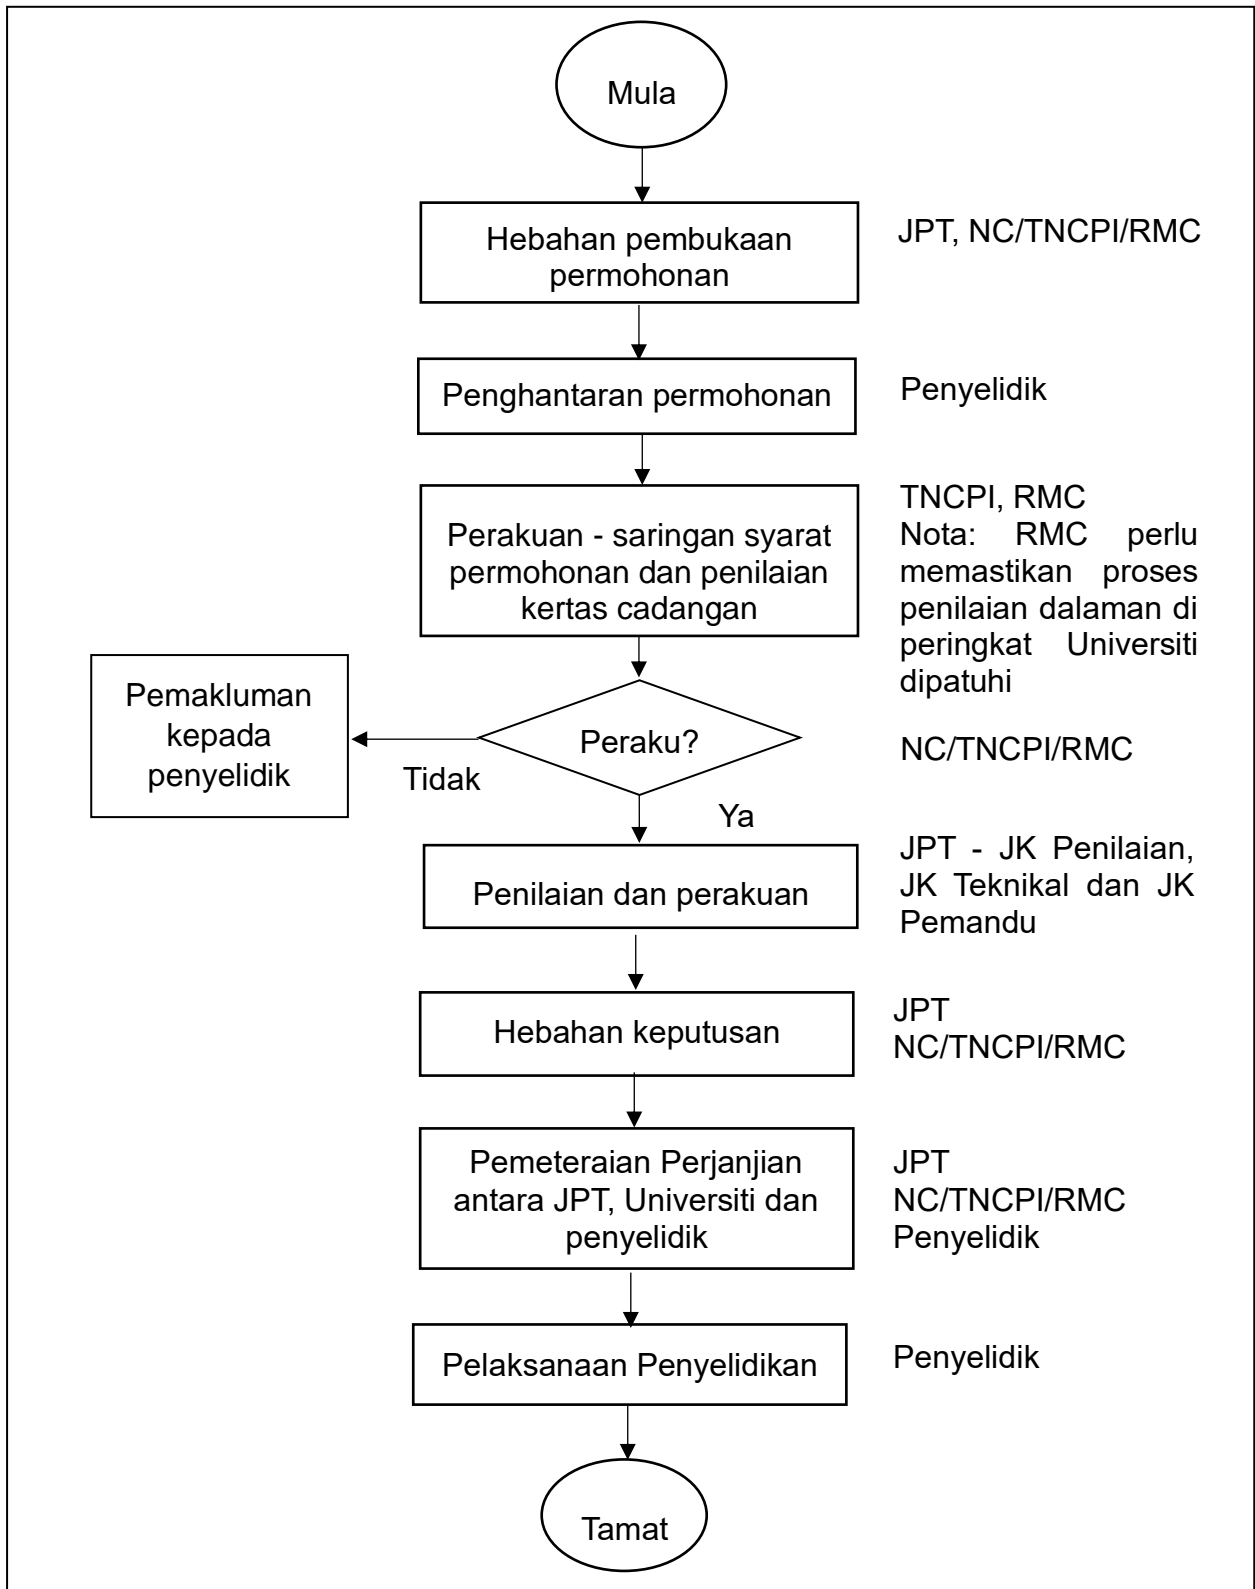 Mula
Hebahan pembukaan
permohonan
JPT, NC/TNCPI/RMC
Penghantaran permohonan
Penyelidik
Perakuan - saringan syarat
permohonan dan penilaian
kertas cadangan
TNCPI, RMC
Nota: RMC perlu
memastikan proses
penilaian dalaman di
peringkat Universiti
dipatuhi
Pemakluman
kepada
penyelidik
Tidak
Peraku?
NC/TNCPI/RMC
Ya
Penilaian dan perakuan
JPT - JK Penilaian,
JK Teknikal dan JK
Pemandu
Hebahan keputusan
JPT
NC/TNCPI/RMC
Pemeteraian Perjanjian
antara JPT, Universiti dan
penyelidik
JPT
NC/TNCPI/RMC
Penyelidik
Pelaksanaan Penyelidikan
Penyelidik
Tamat